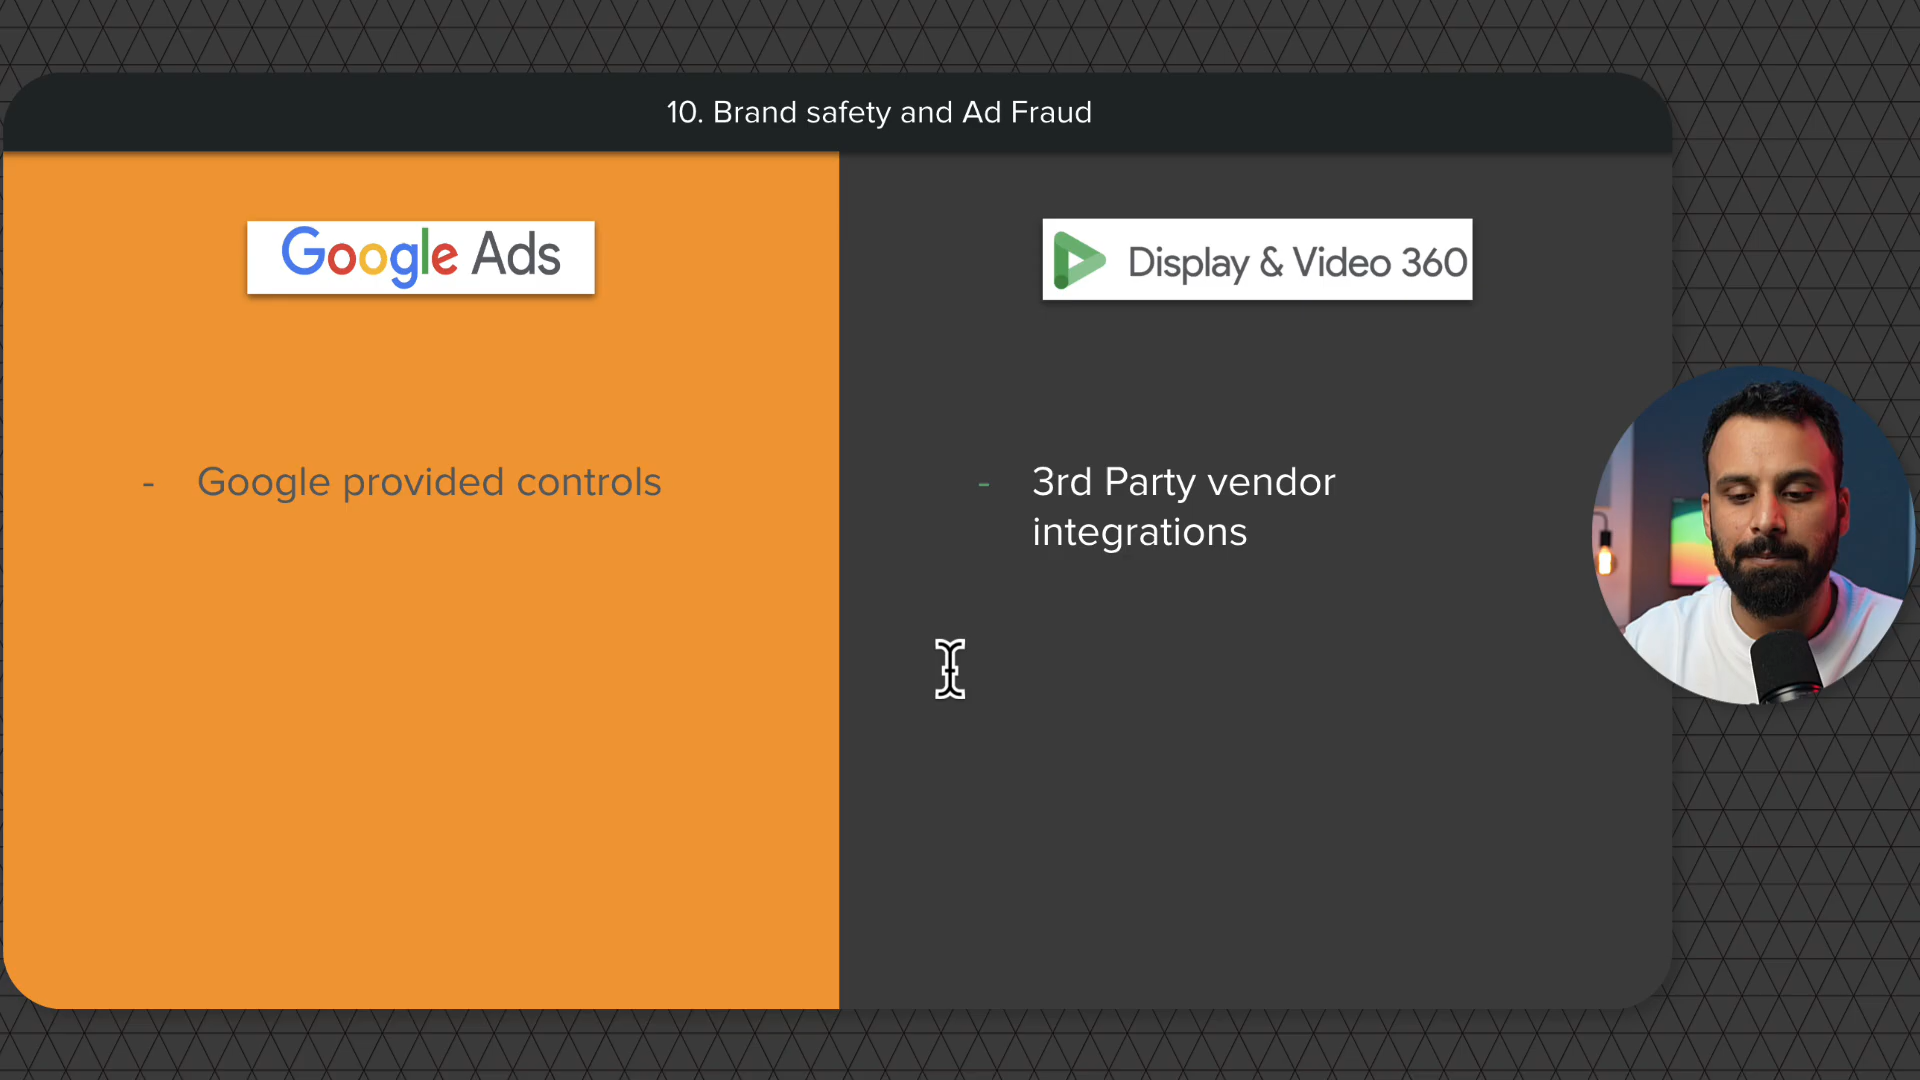 10. Brand safety and Ad Fraud
Google Ads
Display & Video 360
- Google provided controls
- 3rd Party vendor
integrations